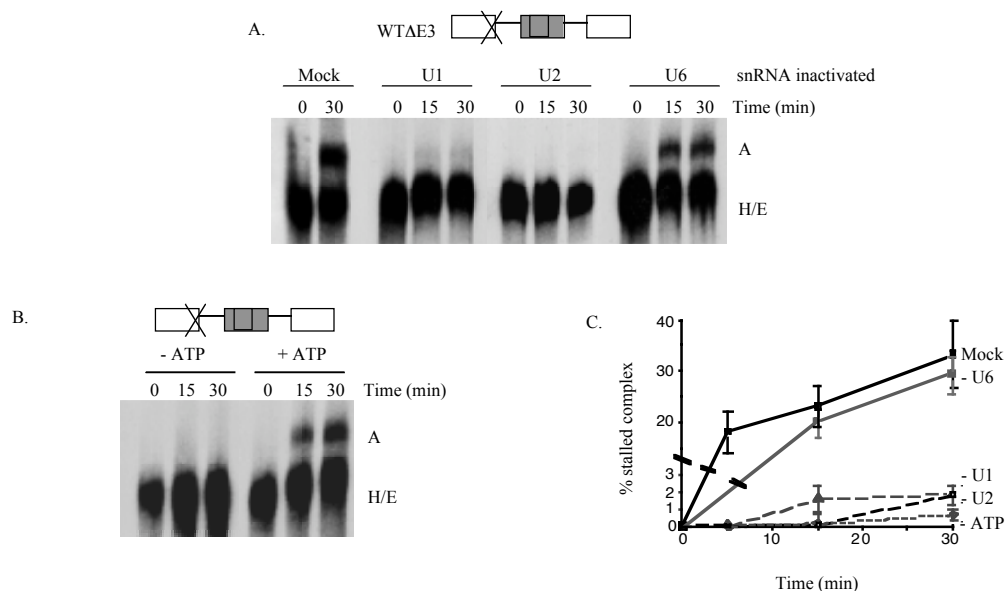 A.
WTΔE3
Mock U1 U2 U6 snRNA inactivated
0 30 0 15 30 0 15 30 0 15 30 Time (min)
A
H/E
B.
- ATP + ATP
0 15 30 0 15 30 Time (min)
A
H/E
C.
% stalled complex
40
30
20
3
2
1
0
0 10 20 30
Time (min)
Mock
- U6
- U1
- U2
- ATP